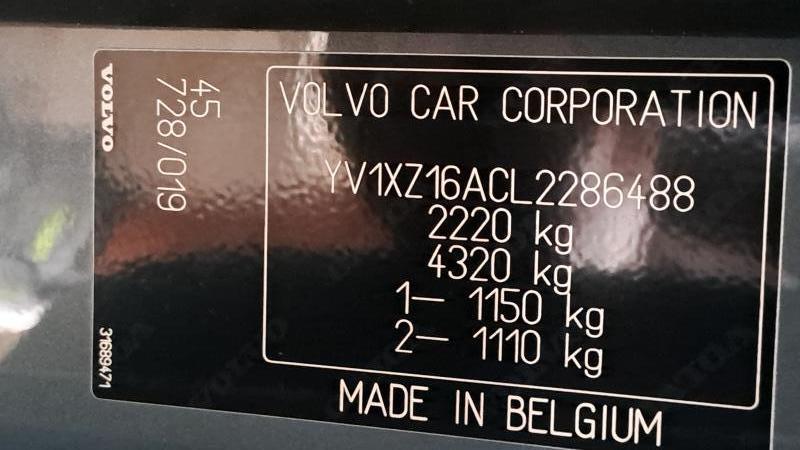 VOLVO
45
728/019
31689471
VOLVO CAR CORPORATION
YV1XZ16ACL2286488
2220 kg
4320 kg
1— 1150 kg
2— 1110 kg
MADE IN BELGIUM